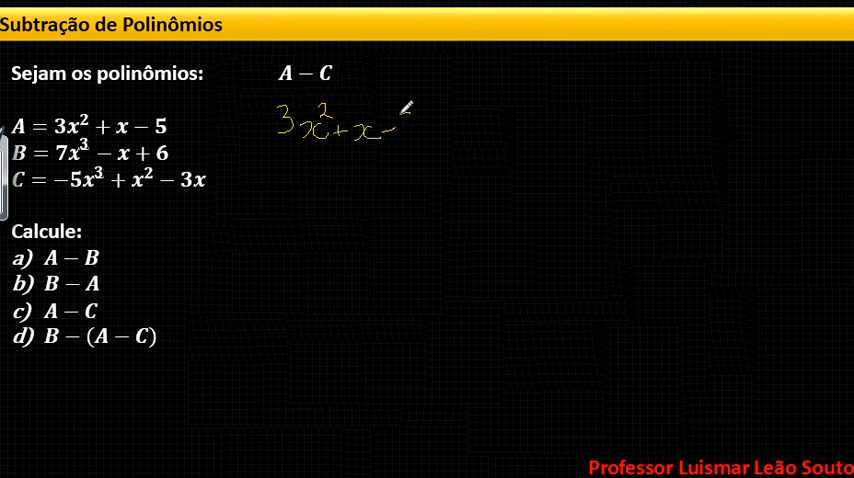 Subtração de Polinômios
Sejam os polinômios:
A − C
A = 3x² + x − 5
B = 7x³ − x + 6
C = −5x³ + x² − 3x
3x² + x −
Calcule:
a) A − B
b) B − A
c) A − C
d) B − (A − C)
Professor Luismar Leão Souto